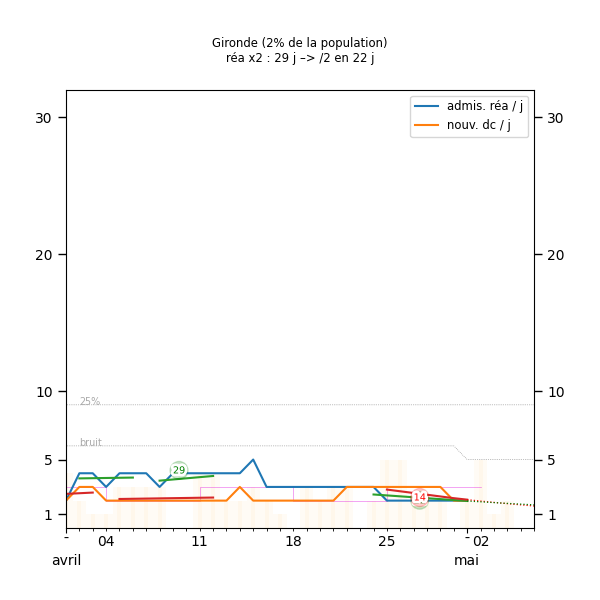 Gironde (2% de la population)
réa x2 : 29 j –> /2 en 22 j
admis. réa / j
nouv. dc / j
30 30
20 20
10 10
25%
bruit
5 5
29
14
1 1
- 04 11 18 25 - 02
avril mai